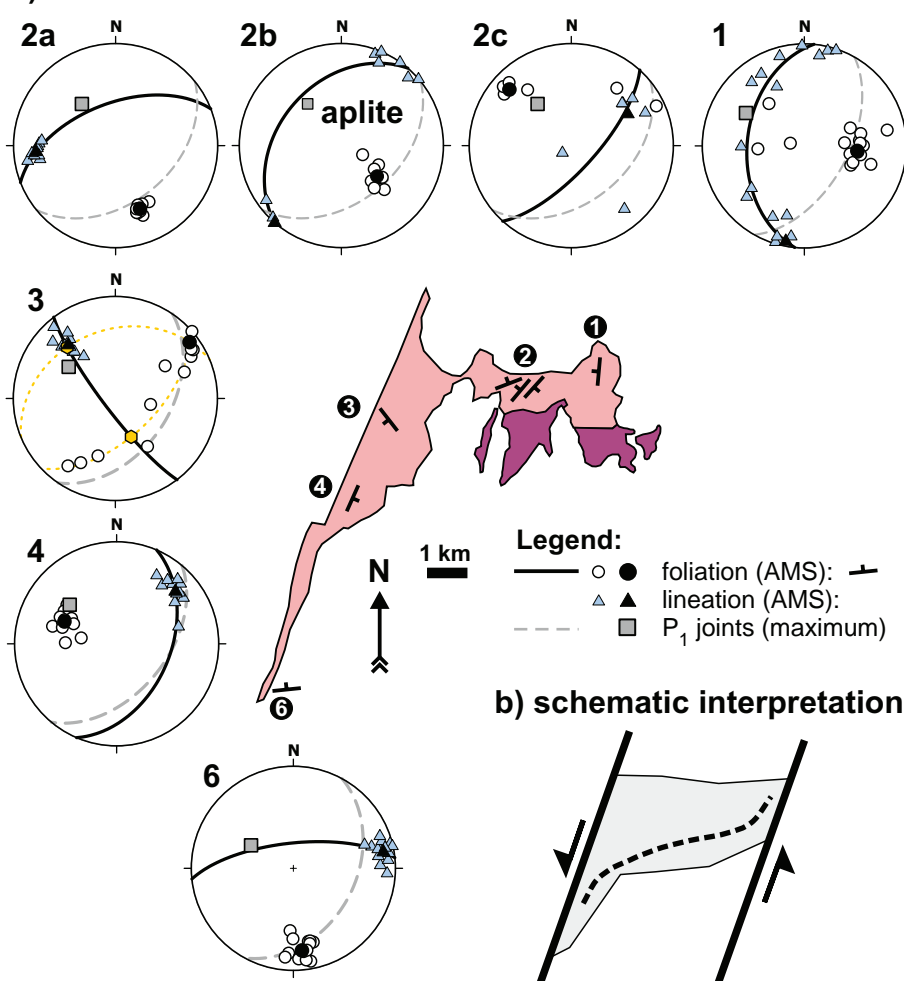 N N N N
2a 2b 2c 1
aplite
N
3
1
2
3
4
N
4
1 km
N
Legend:
foliation (AMS):
lineation (AMS):
P1 joints (maximum)
6
b) schematic interpretation
N
6